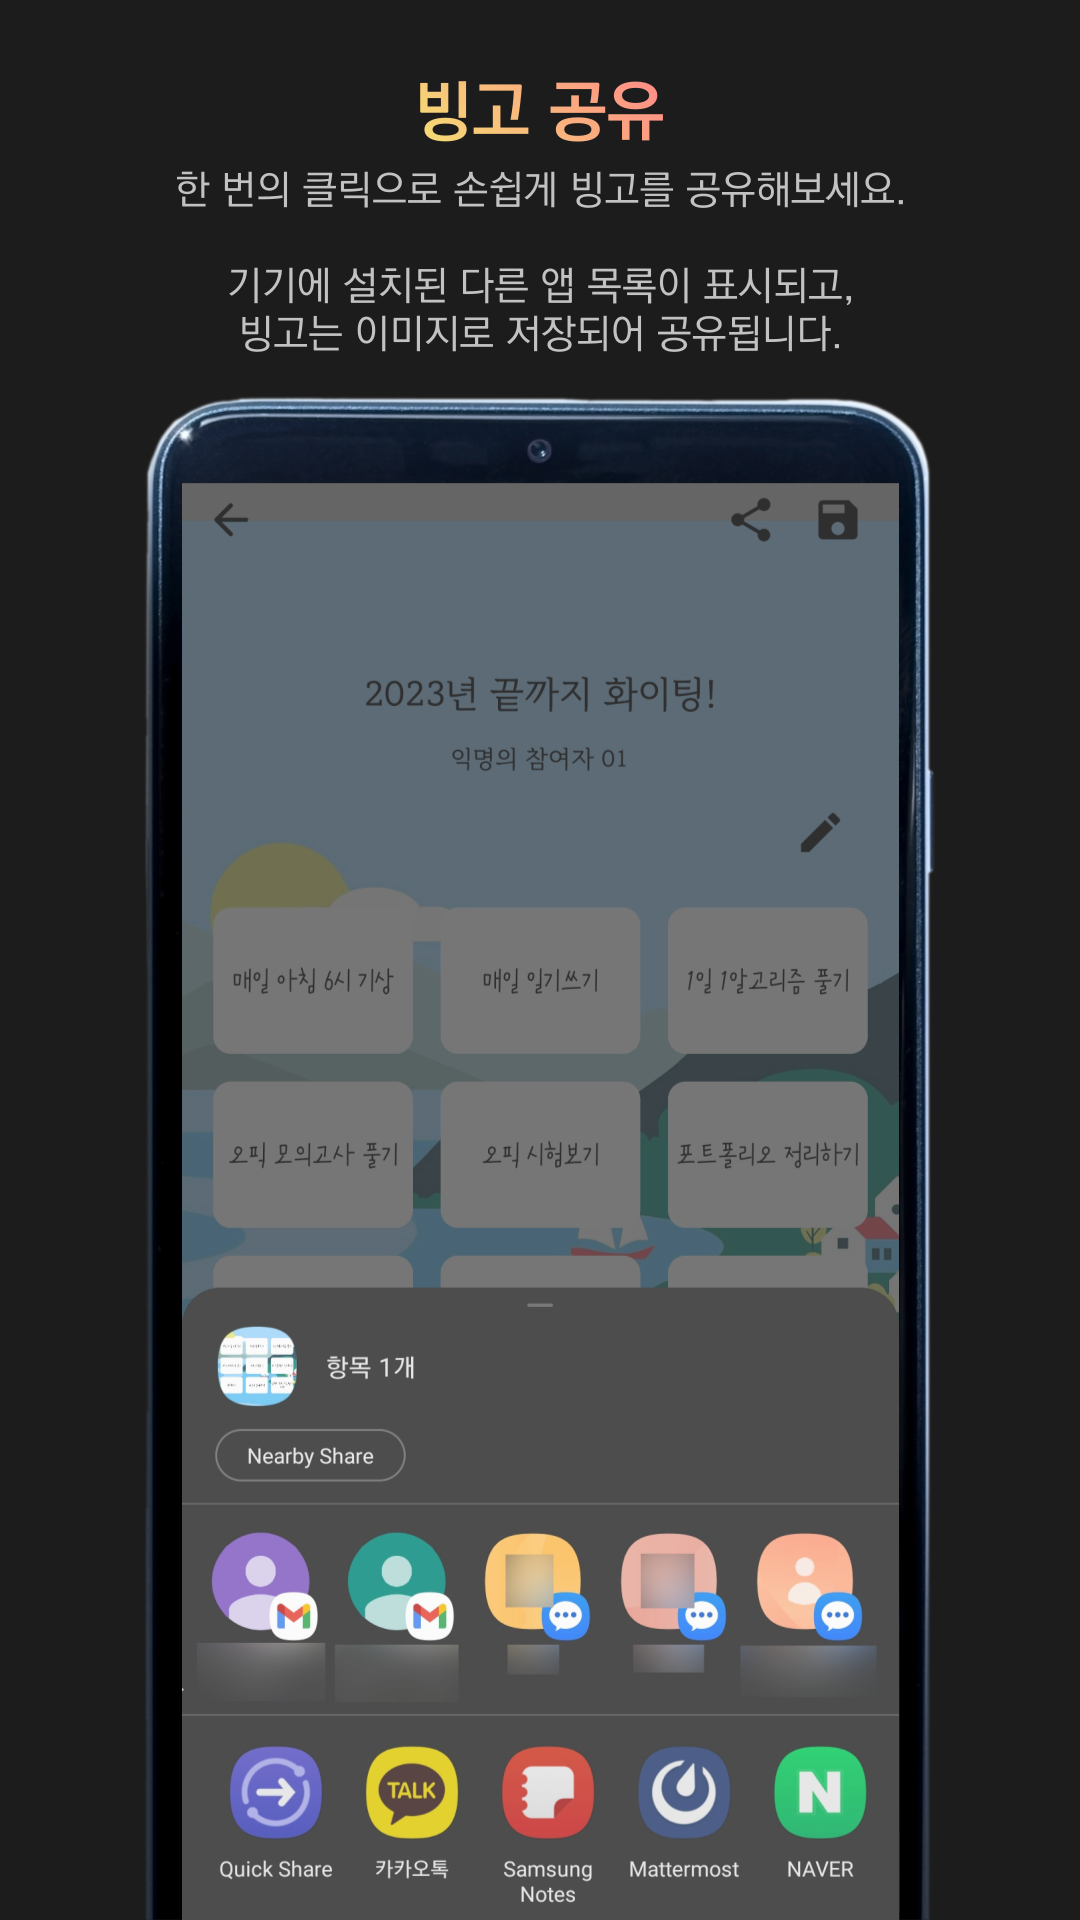 빙고 공유
한 번의 클릭으로 손쉽게 빙고를 공유해보세요.
기기에 설치된 다른 앱 목록이 표시되고,
빙고는 이미지로 저장되어 공유됩니다.
2023년 끝까지 화이팅!
익명의 참여자 01
매일 아침 6시 기상
매일 일기쓰기
1일 1알고리즘 풀기
오픽 모의고사 풀기
오픽 시험보기
포트폴리오 정리하기
항목 1개
Nearby Share
TALK
N
Quick Share
카카오톡
Samsung
Notes
Mattermost
NAVER